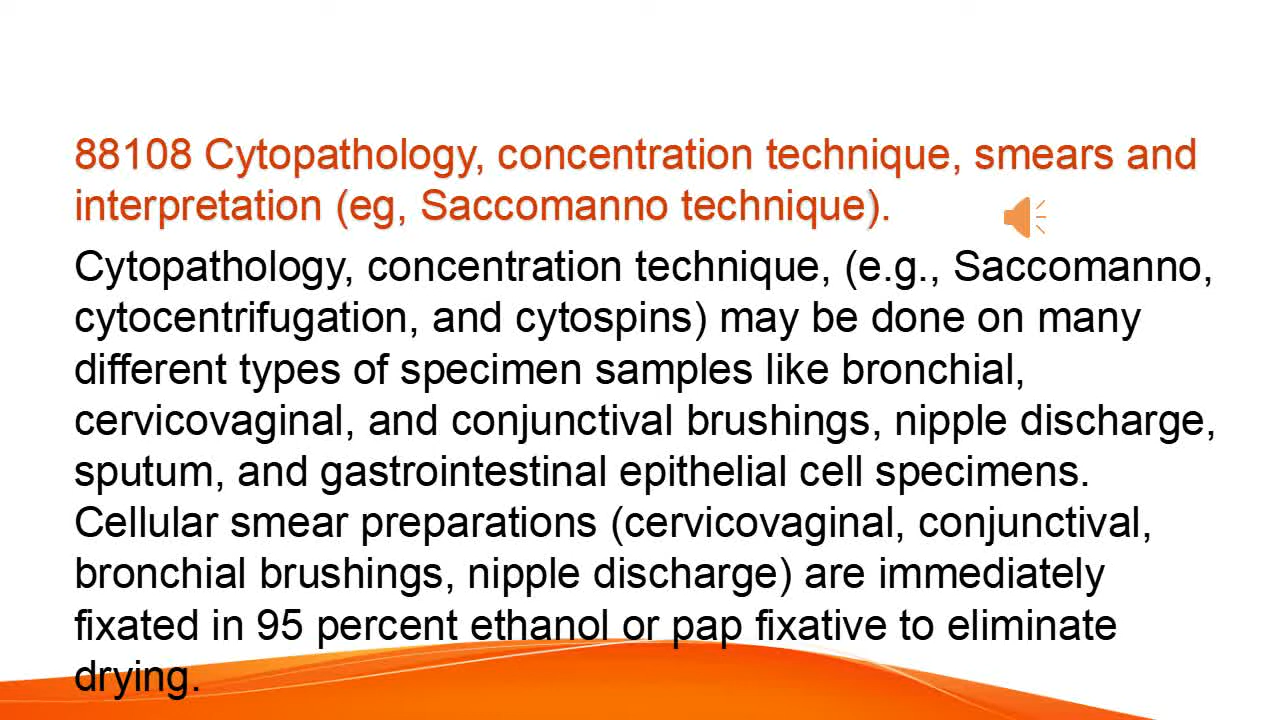 88108 Cytopathology, concentration technique, smears and
interpretation (eg, Saccomanno technique).
Cytopathology, concentration technique, (e.g., Saccomanno,
cytocentrifugation, and cytospins) may be done on many
different types of specimen samples like bronchial,
cervicovaginal, and conjunctival brushings, nipple discharge,
sputum, and gastrointestinal epithelial cell specimens.
Cellular smear preparations (cervicovaginal, conjunctival,
bronchial brushings, nipple discharge) are immediately
fixated in 95 percent ethanol or pap fixative to eliminate
drying.